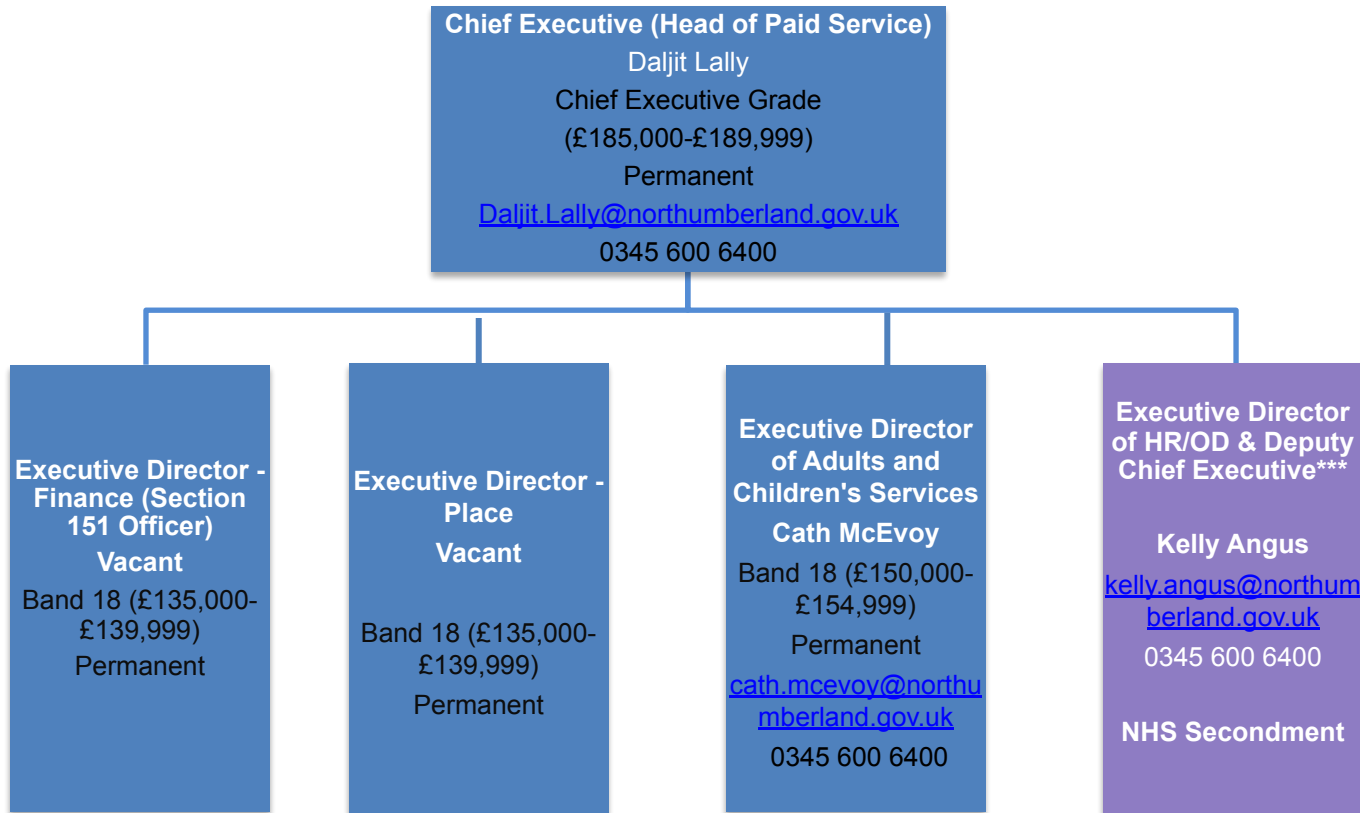 Chief Executive (Head of Paid Service)
Daljit Lally
Chief Executive Grade
(£185,000-£189,999)
Permanent
Daljit.Lally@northumberland.gov.uk
0345 600 6400
Executive Director -
Finance (Section
151 Officer)
Vacant
Band 18 (£135,000-
£139,999)
Permanent
Executive Director -
Place
Vacant
Band 18 (£135,000-
£139,999)
Permanent
Executive Director
of Adults and
Children's Services
Cath McEvoy
Band 18 (£150,000-
£154,999)
Permanent
cath.mcevoy@northu
mberland.gov.uk
0345 600 6400
Executive Director
of HR/OD & Deputy
Chief Executive***
Kelly Angus
kelly.angus@northum
berland.gov.uk
0345 600 6400
NHS Secondment